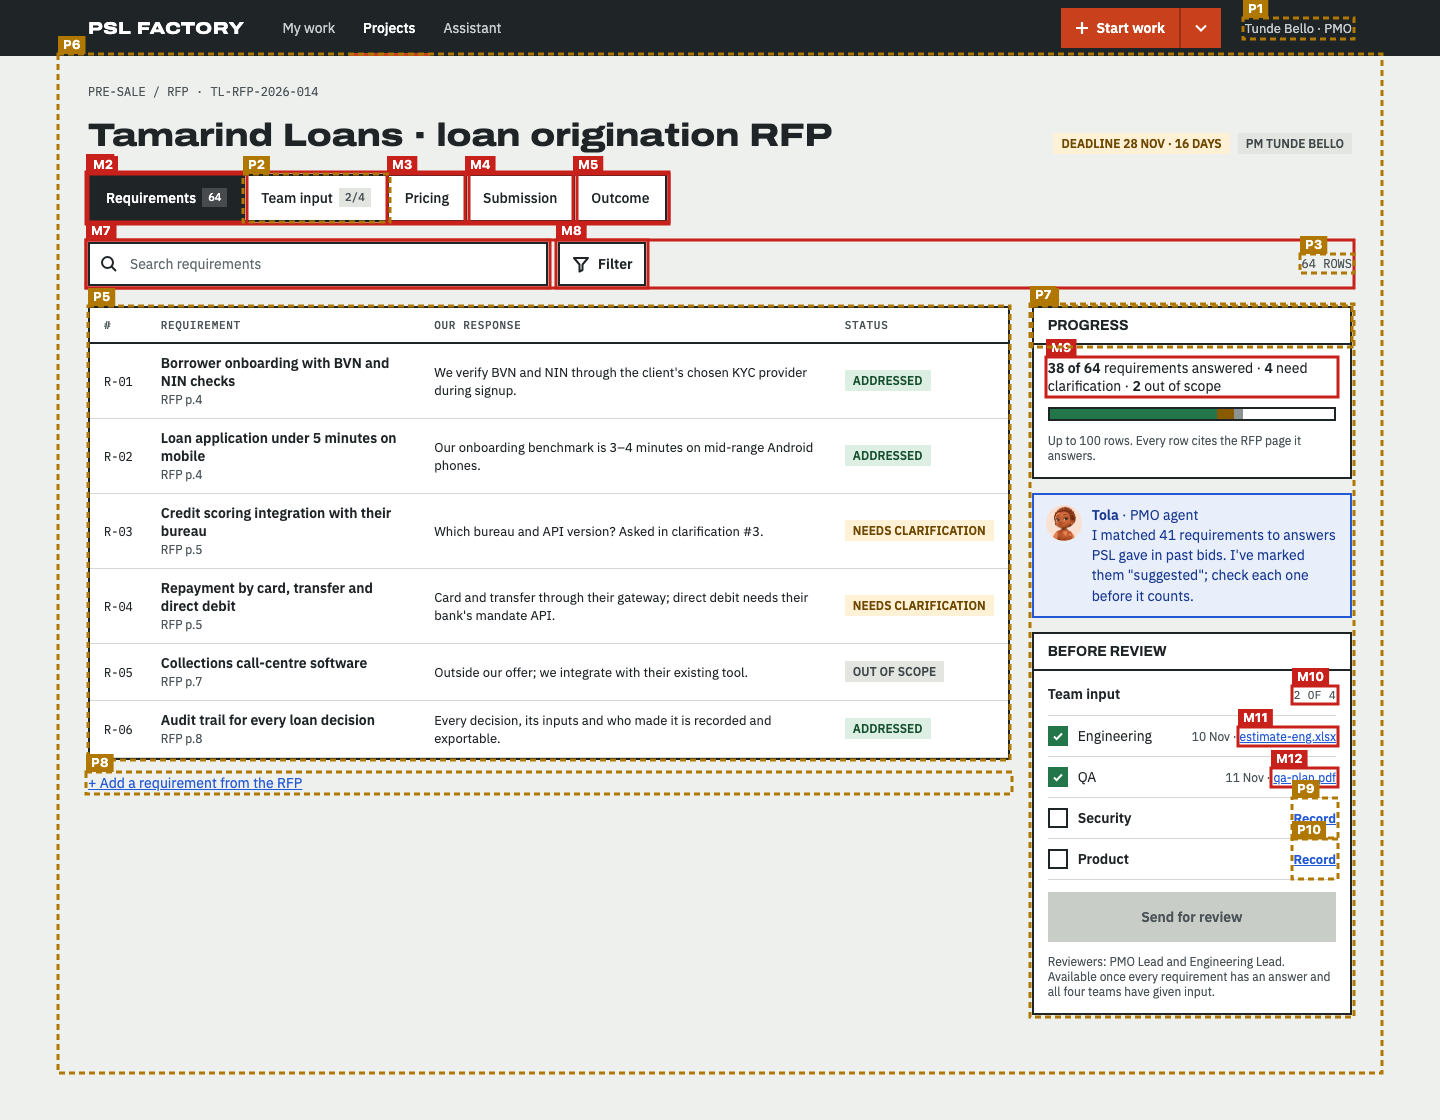 P1
PSL FACTORY
My work
Projects
Assistant
+ Start work
Tunde Bello · PMO
P6
PRE-SALE / RFP · TL-RFP-2026-014
Tamarind Loans · loan origination RFP
DEADLINE 28 NOV · 16 DAYS
PM TUNDE BELLO
M2
P2
M3
M4
M5
Requirements 64
Team input 2/4
Pricing
Submission
Outcome
M7
M8
P3
Search requirements
Filter
64 ROWS
P5
# REQUIREMENT OUR RESPONSE STATUS
R-01
Borrower onboarding with BVN and
NIN checks
RFP p.4
We verify BVN and NIN through the client's chosen KYC provider
during signup.
ADDRESSED
R-02
Loan application under 5 minutes on
mobile
RFP p.4
Our onboarding benchmark is 3–4 minutes on mid-range Android
phones.
ADDRESSED
R-03
Credit scoring integration with their
bureau
RFP p.5
Which bureau and API version? Asked in clarification #3.
NEEDS CLARIFICATION
R-04
Repayment by card, transfer and
direct debit
RFP p.5
Card and transfer through their gateway; direct debit needs their
bank's mandate API.
NEEDS CLARIFICATION
R-05
Collections call-centre software
RFP p.7
Outside our offer; we integrate with their existing tool.
OUT OF SCOPE
R-06
Audit trail for every loan decision
RFP p.8
Every decision, its inputs and who made it is recorded and
exportable.
ADDRESSED
P8
+ Add a requirement from the RFP
P7
PROGRESS
M9
38 of 64 requirements answered · 4 need
clarification · 2 out of scope
Up to 100 rows. Every row cites the RFP page it
answers.
Tola · PMO agent
I matched 41 requirements to answers
PSL gave in past bids. I've marked
them "suggested"; check each one
before it counts.
BEFORE REVIEW
M10
Team input 2 OF 4
M11
Engineering 10 Nov · estimate-eng.xlsx
M12
QA 11 Nov · qa-plan.pdf
P9
Security Record
P10
Product Record
Send for review
Reviewers: PMO Lead and Engineering Lead.
Available once every requirement has an answer and
all four teams have given input.